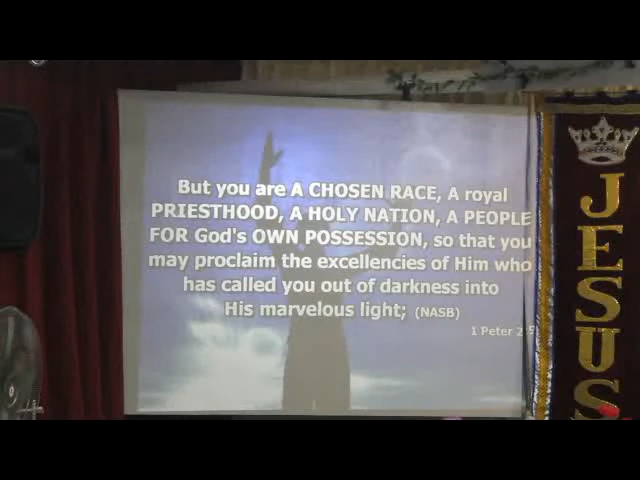 But you are A CHOSEN RACE, A royal
PRIESTHOOD, A HOLY NATION, A PEOPLE
FOR God's OWN POSSESSION, so that you
may proclaim the excellencies of Him who
has called you out of darkness into
His marvelous light; (NASB)
1 Peter 2:9
JESUS